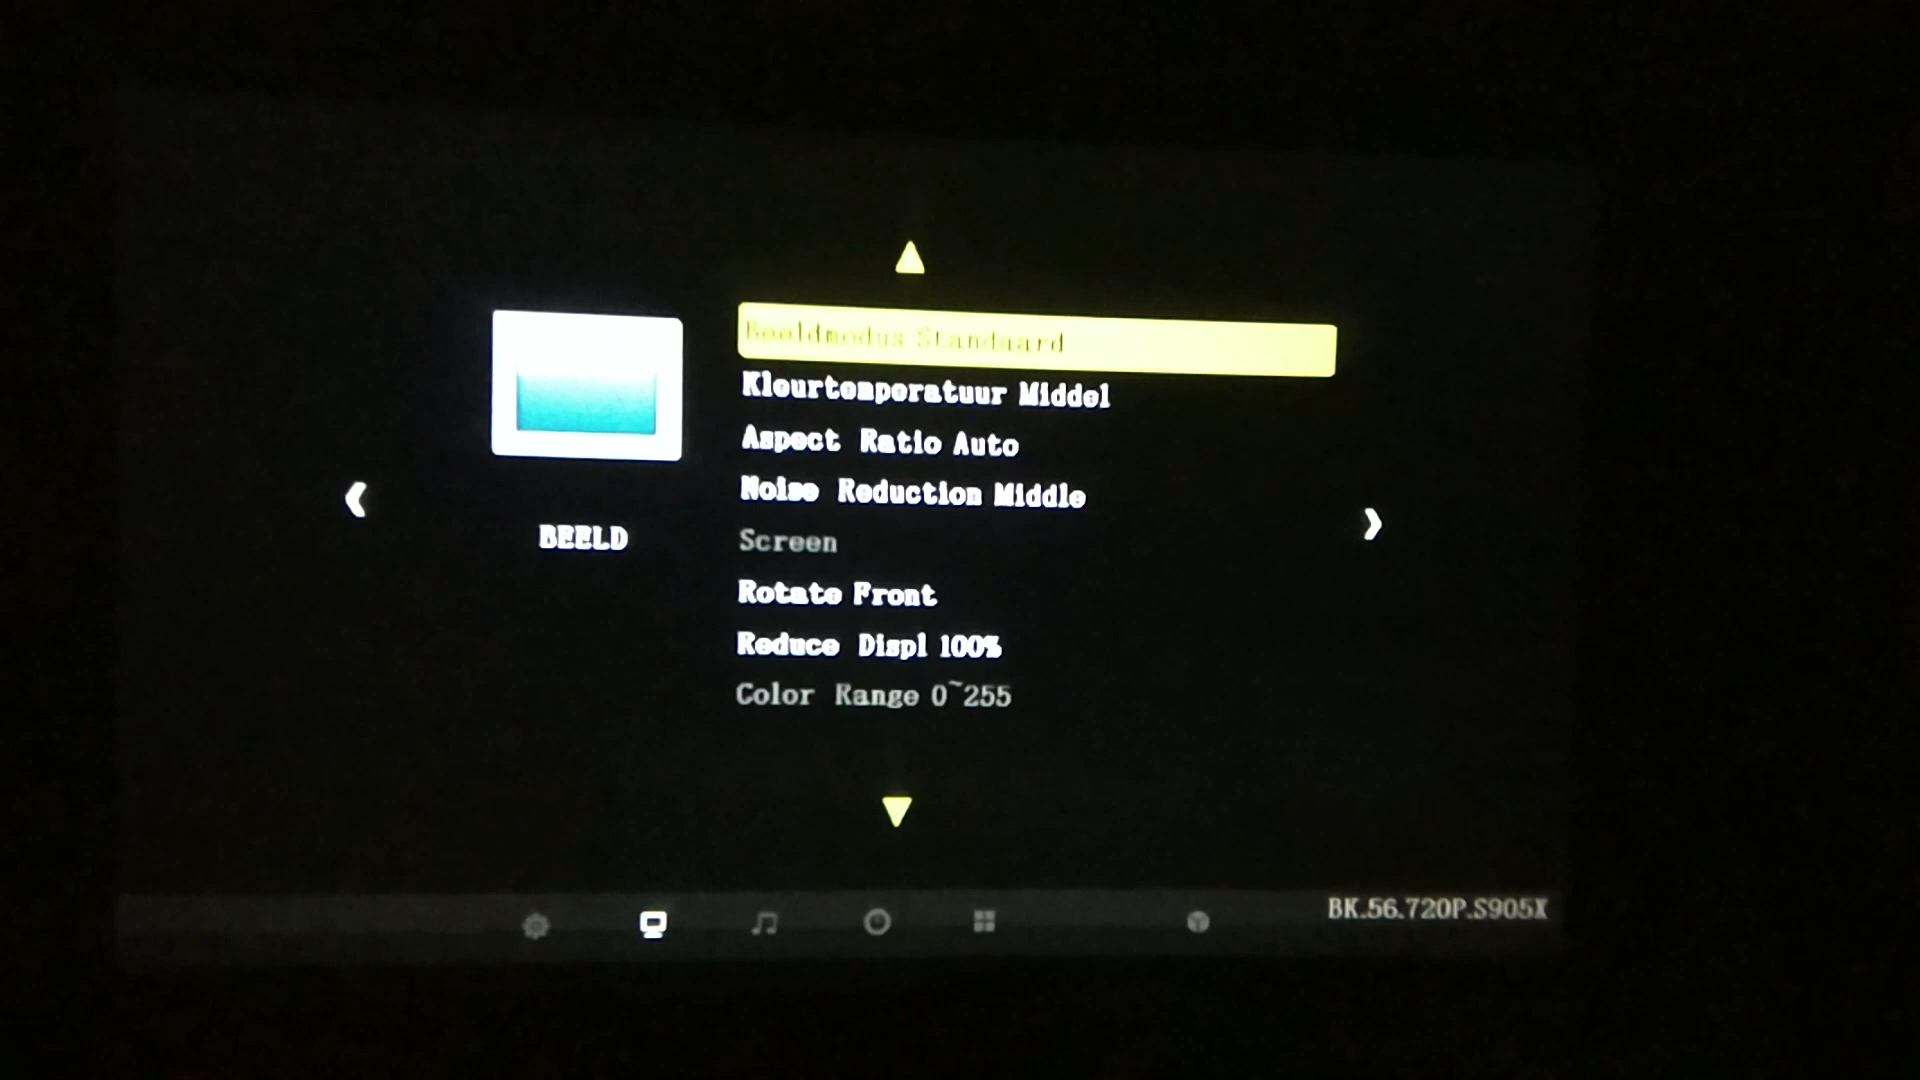 Beeldmodus Standaard
Kleurtemperatuur Middel
Aspect Ratio Auto
Noise Reduction Middle
BEELD
Screen
Rotate Front
Reduce Displ 100%
Color Range 0~255
BK.56.720P.S905X